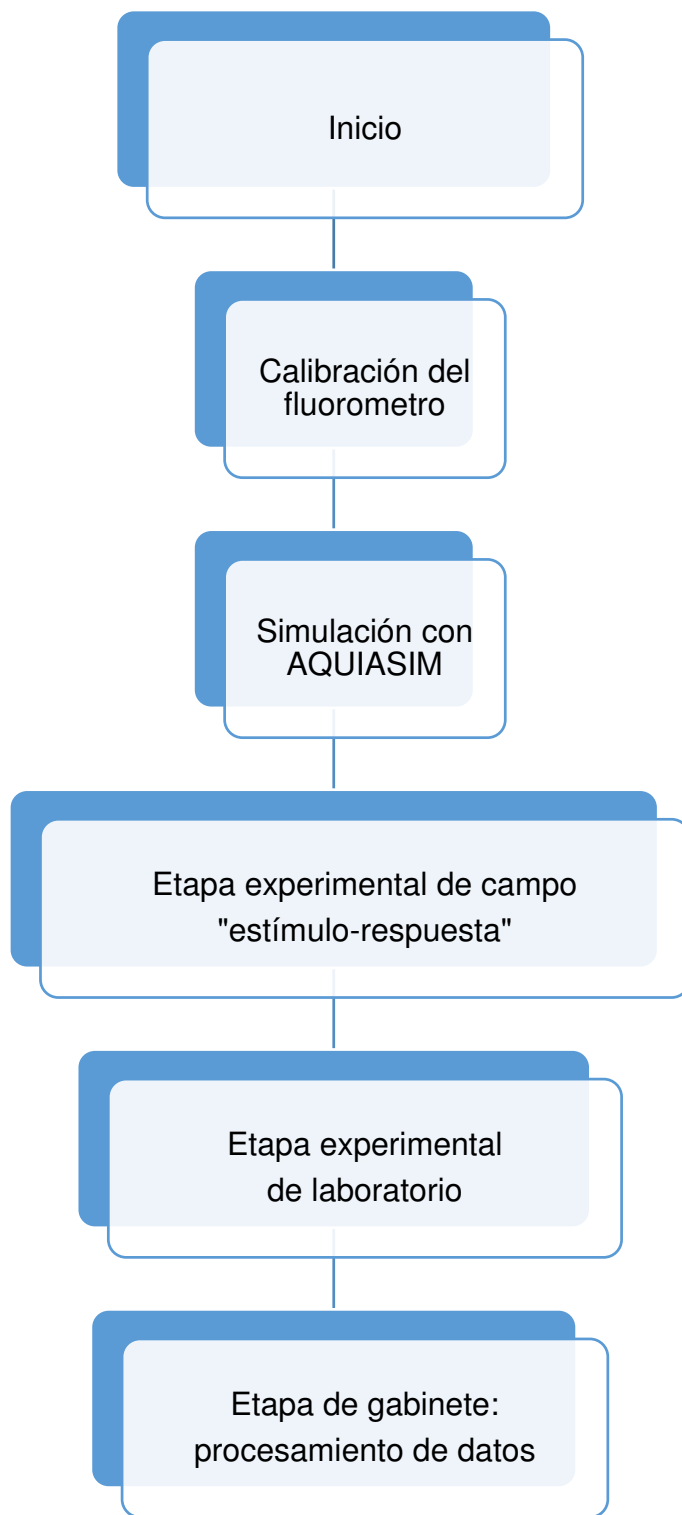 Inicio
Calibración del
fluorometro
Simulación con
AQUIASIM
Etapa experimental de campo
"estímulo-respuesta"
Etapa experimental
de laboratorio
Etapa de gabinete:
procesamiento de datos